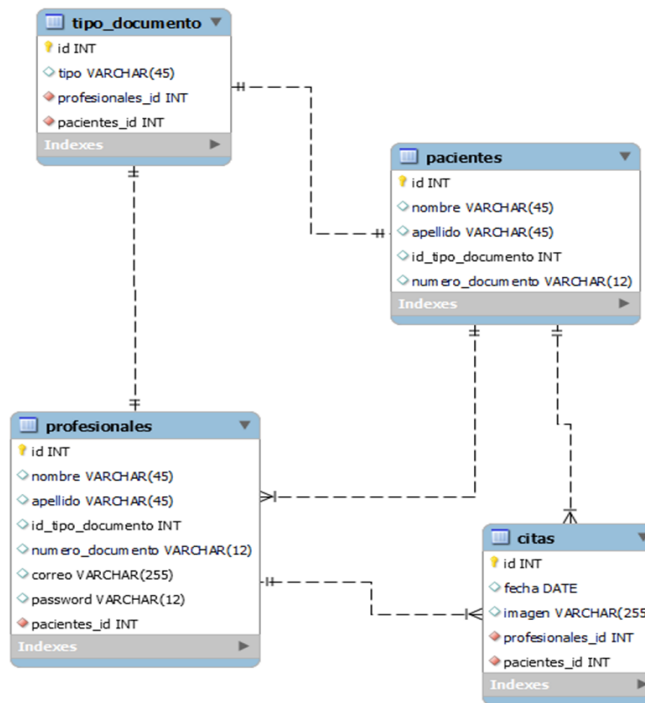 tipo_documento
id INT
tipo VARCHAR(45)
profesionales_id INT
pacientes_id INT
Indexes
pacientes
id INT
nombre VARCHAR(45)
apellido VARCHAR(45)
id_tipo_documento INT
numero_documento VARCHAR(12)
Indexes
profesionales
id INT
nombre VARCHAR(45)
apellido VARCHAR(45)
id_tipo_documento INT
numero_documento VARCHAR(12)
correo VARCHAR(255)
password VARCHAR(12)
pacientes_id INT
Indexes
citas
id INT
fecha DATE
imagen VARCHAR(255
profesionales_id INT
pacientes_id INT
Indexes